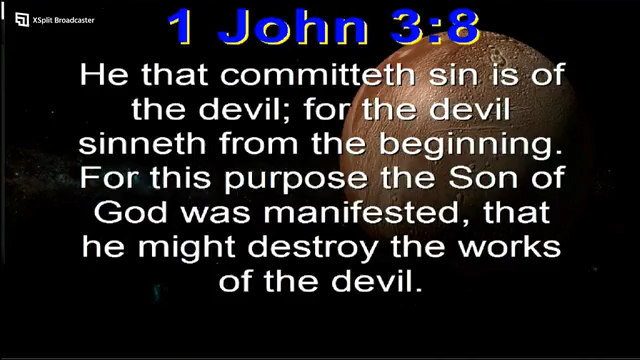 XSplit Broadcaster
1 John 3:8
He that committeth sin is of
the devil; for the devil
sinneth from the beginning.
For this purpose the Son of
God was manifested, that
he might destroy the works
of the devil.